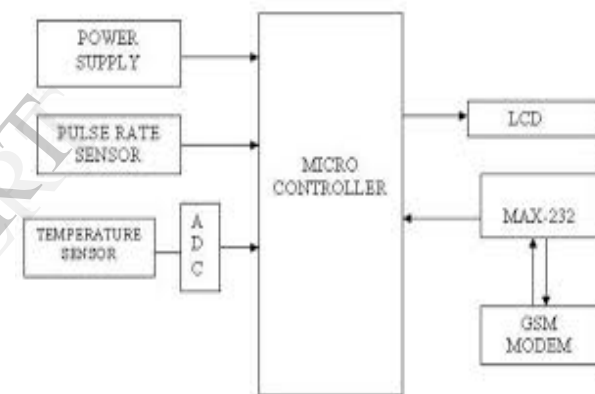 POWER
SUPPLY
PULSE RATE
SENSOR
TEMPERATURE
SENSOR
A
D
C
MICRO
CONTROLLER
LCD
MAX-232
GSM
MODEM